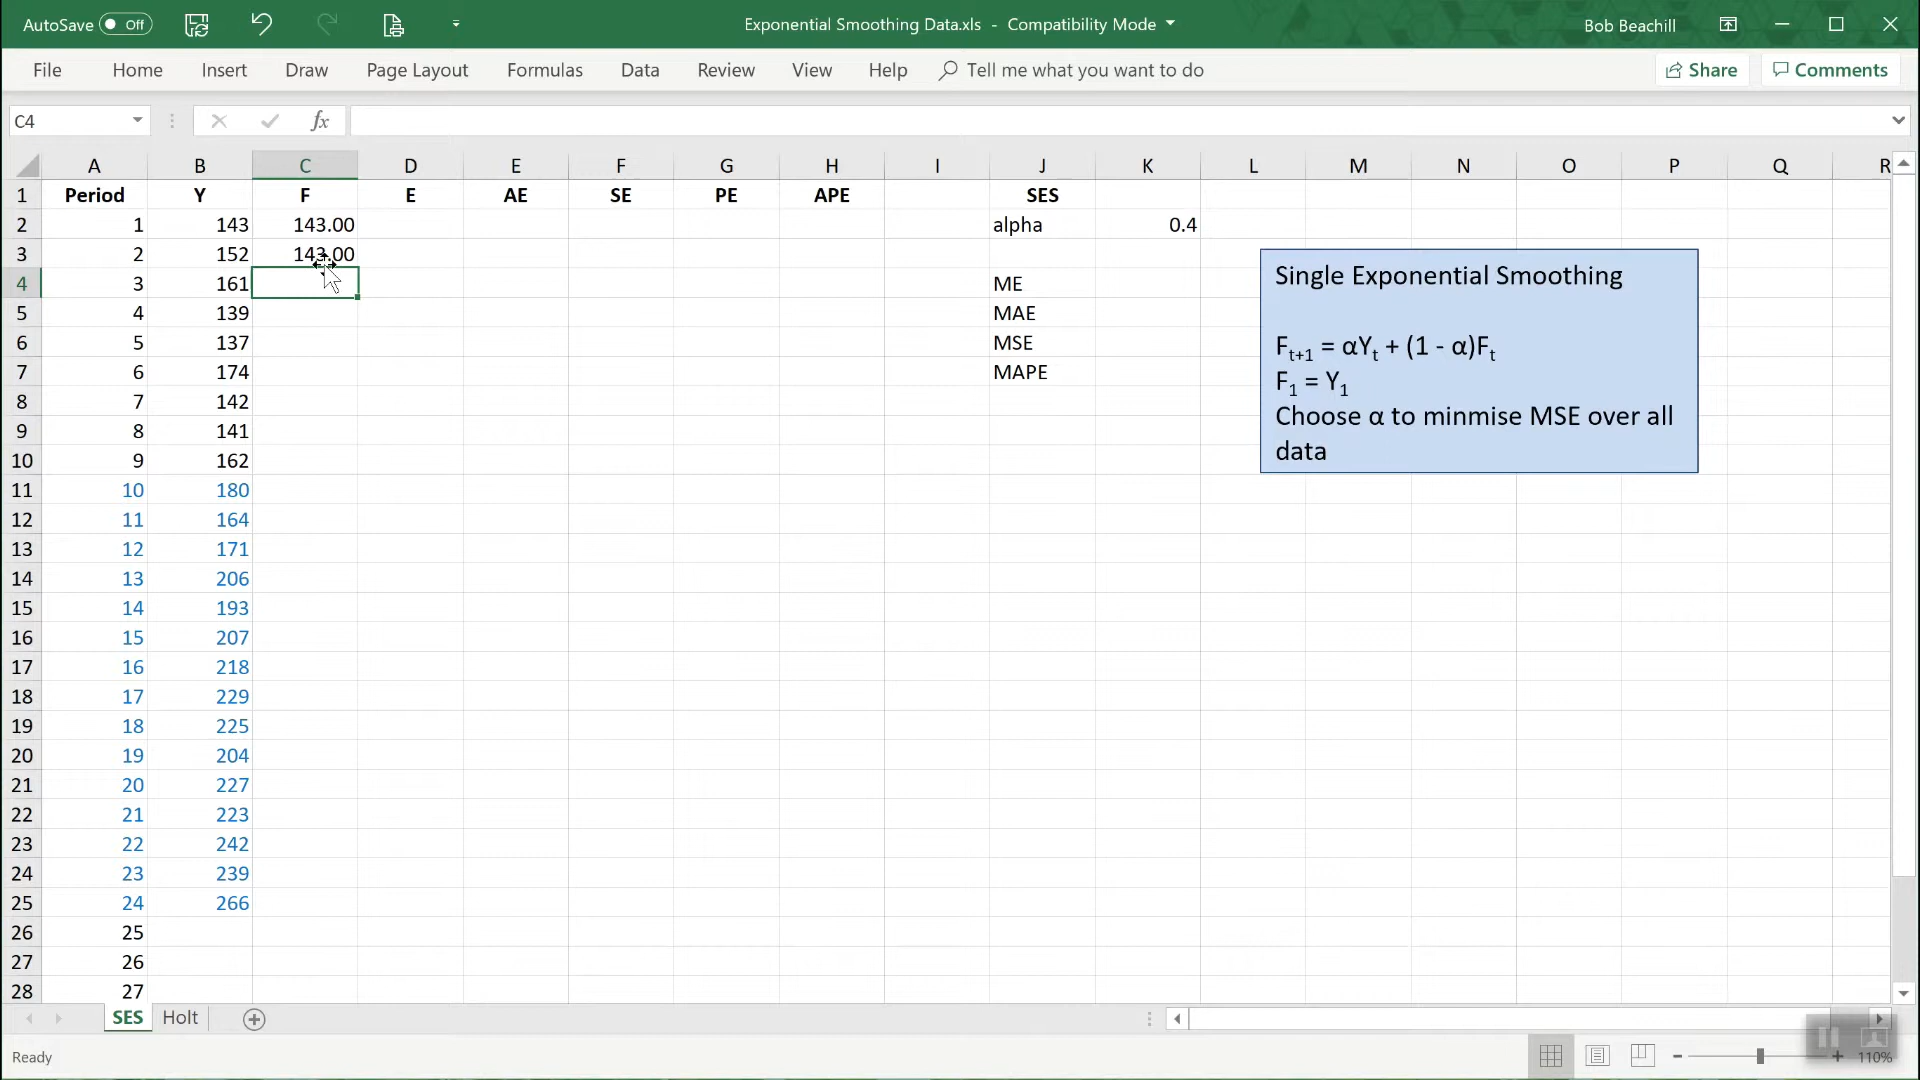 AutoSave Off
Exponential Smoothing Data.xls - Compatibility Mode
Bob Beachill
File Home Insert Draw Page Layout Formulas Data Review View Help Tell me what you want to do Share Comments
C4 fx
A B C D E F G H I J K L M N O P Q R
1 Period Y F E AE SE PE APE SES
2 1 143 143.00 alpha 0.4
3 2 152 143.00
4 3 161 ME
5 4 139 MAE
6 5 137 MSE
7 6 174 MAPE
8 7 142
9 8 141
10 9 162
11 10 180
12 11 164
13 12 171
14 13 206
15 14 193
16 15 207
17 16 218
18 17 229
19 18 225
20 19 204
21 20 227
22 21 223
23 22 242
24 23 239
25 24 266
26 25
27 26
28 27
Single Exponential Smoothing
Fₜ₊₁ = αYₜ + (1 - α)Fₜ
F₁ = Y₁
Choose α to minmise MSE over all
data
SES Holt
Ready
110%